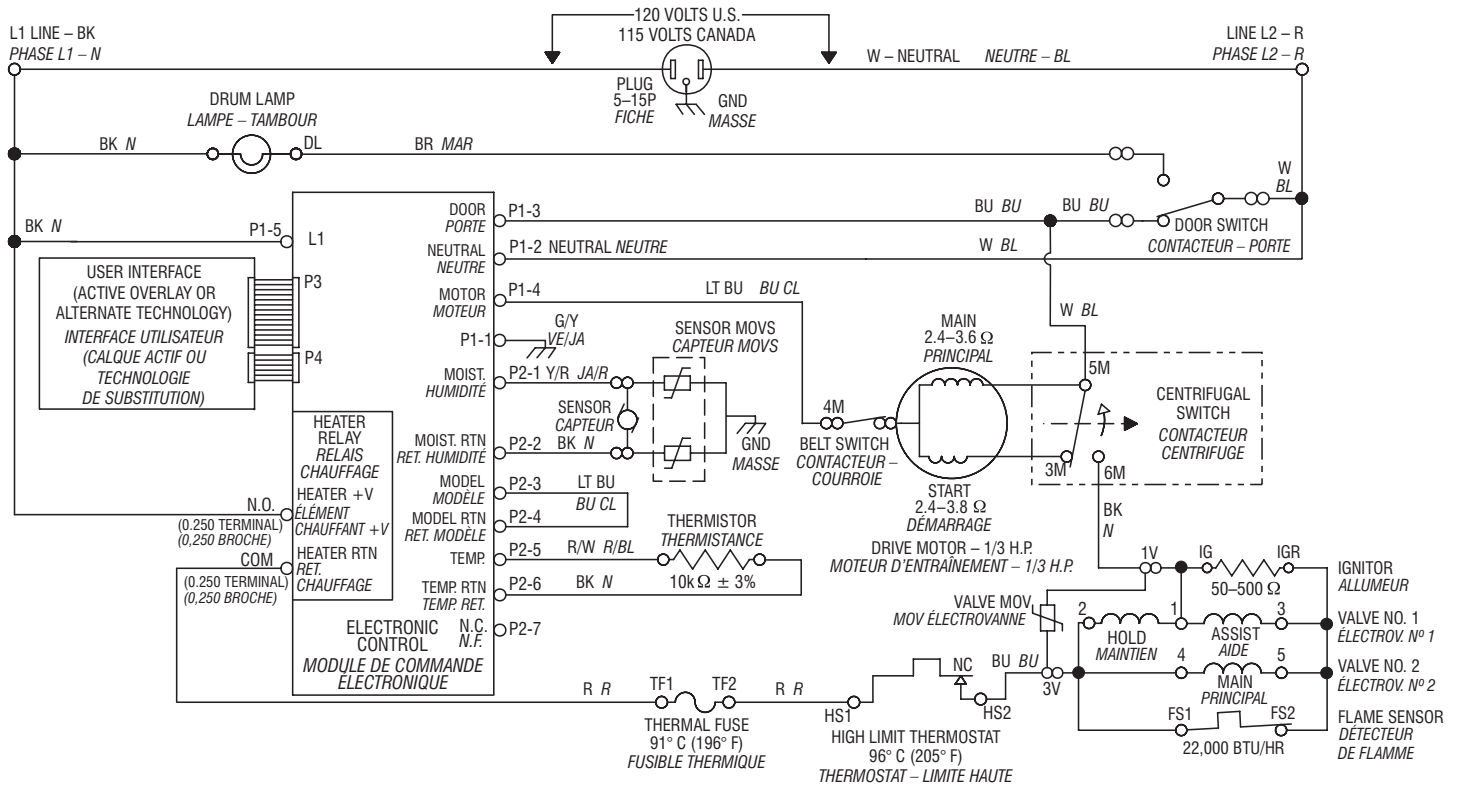 120 VOLTS U.S.
115 VOLTS CANADA
L1 LINE – BK
PHASE L1 – N
LINE L2 – R
PHASE L2 – R
W – NEUTRAL NEUTRE – BL
PLUG
5–15P
FICHE
GND
MASSE
DRUM LAMP
LAMPE – TAMBOUR
BK N
DL
BR MAR
W
BL
DOOR SWITCH
CONTACTEUR – PORTE
BK N
P1-5
L1
DOOR
PORTE
P1-3
BU BU
BU BU
NEUTRAL
NEUTRE
P1-2 NEUTRAL NEUTRE
W BL
MOTOR
MOTEUR
P1-4
LT BU BU CL
W BL
USER INTERFACE
(ACTIVE OVERLAY OR
ALTERNATE TECHNOLOGY)
INTERFACE UTILISATEUR
(CALQUE ACTIF OU
TECHNOLOGIE
DE SUBSTITUTION)
P3
P4
P1-1
G/Y
VE/JA
SENSOR MOVS
CAPTEUR MOVS
MOIST.
HUMIDITÉ
P2-1 Y/R JA/R
SENSOR
CAPTEUR
MOIST. RTN
RET. HUMIDITÉ
P2-2 BK N
GND
MASSE
MAIN
2.4–3.6 Ω
PRINCIPAL
4M
BELT SWITCH
CONTACTEUR –
COURROIE
START
2.4–3.8 Ω
DÉMARRAGE
DRIVE MOTOR – 1/3 H.P.
MOTEUR D'ENTRAÎNEMENT – 1/3 H.P.
5M
3M
6M
CENTRIFUGAL
SWITCH
CONTACTEUR
CENTRIFUGE
BK
N
HEATER
RELAY
RELAIS
CHAUFFAGE
N.O.
(0.250 TERMINAL)
(0,250 BROCHE)
HEATER +V
ÉLÉMENT
CHAUFFANT +V
COM
(0.250 TERMINAL)
(0,250 BROCHE)
HEATER RTN
RET.
CHAUFFAGE
MODEL
MODÈLE
P2-3
LT BU
BU CL
MODEL RTN
RET. MODÈLE
P2-4
TEMP.
P2-5
R/W R/BL
THERMISTOR
THERMISTANCE
10k Ω ± 3%
TEMP. RTN
TEMP. RET.
P2-6
BK N
N.C.
N.F.
P2-7
ELECTRONIC
CONTROL
MODULE DE COMMANDE
ÉLECTRONIQUE
1V
IG
IGR
50–500 Ω
IGNITOR
ALLUMEUR
VALVE MOV
MOV ÉLECTROVANNE
2
1
3
HOLD
MAINTIEN
ASSIST
AIDE
VALVE NO. 1
ÉLECTROV. Nº 1
4
5
MAIN
PRINCIPAL
VALVE NO. 2
ÉLECTROV. Nº 2
FS1
FS2
22,000 BTU/HR
FLAME SENSOR
DÉTECTEUR
DE FLAMME
R R
TF1
TF2
R R
THERMAL FUSE
91° C (196° F)
FUSIBLE THERMIQUE
HS1
NC
HS2
BU BU
3V
HIGH LIMIT THERMOSTAT
96° C (205° F)
THERMOSTAT – LIMITE HAUTE